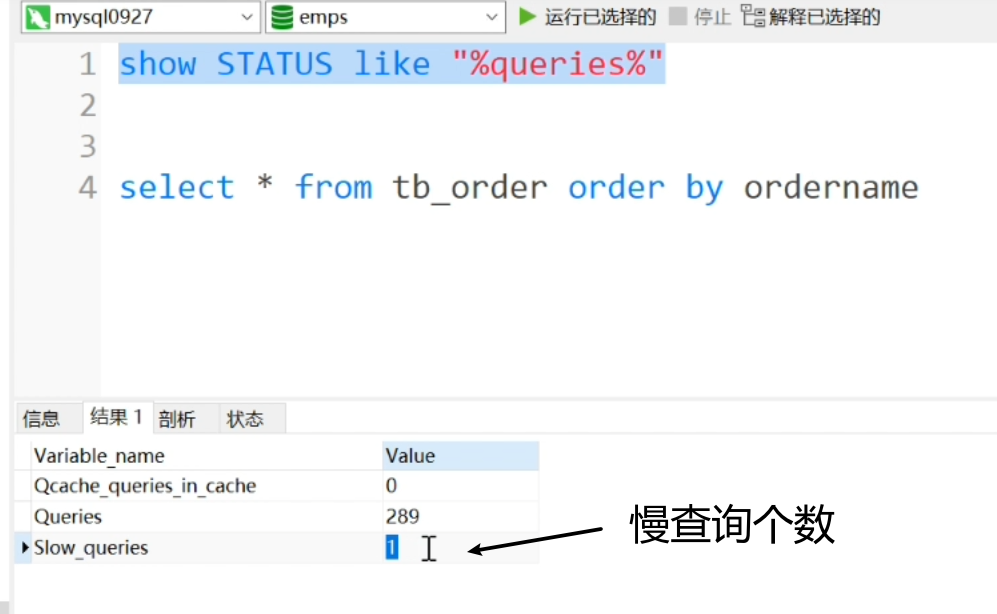 mysql0927 emps 运行已选择的 停止 解释已选择的
1 show STATUS like "%queries%"
2
3
4 select * from tb_order order by ordername
信息 结果 1 剖析 状态
Variable_name Value
Qcache_queries_in_cache 0
Queries 289
Slow_queries 1
慢查询个数